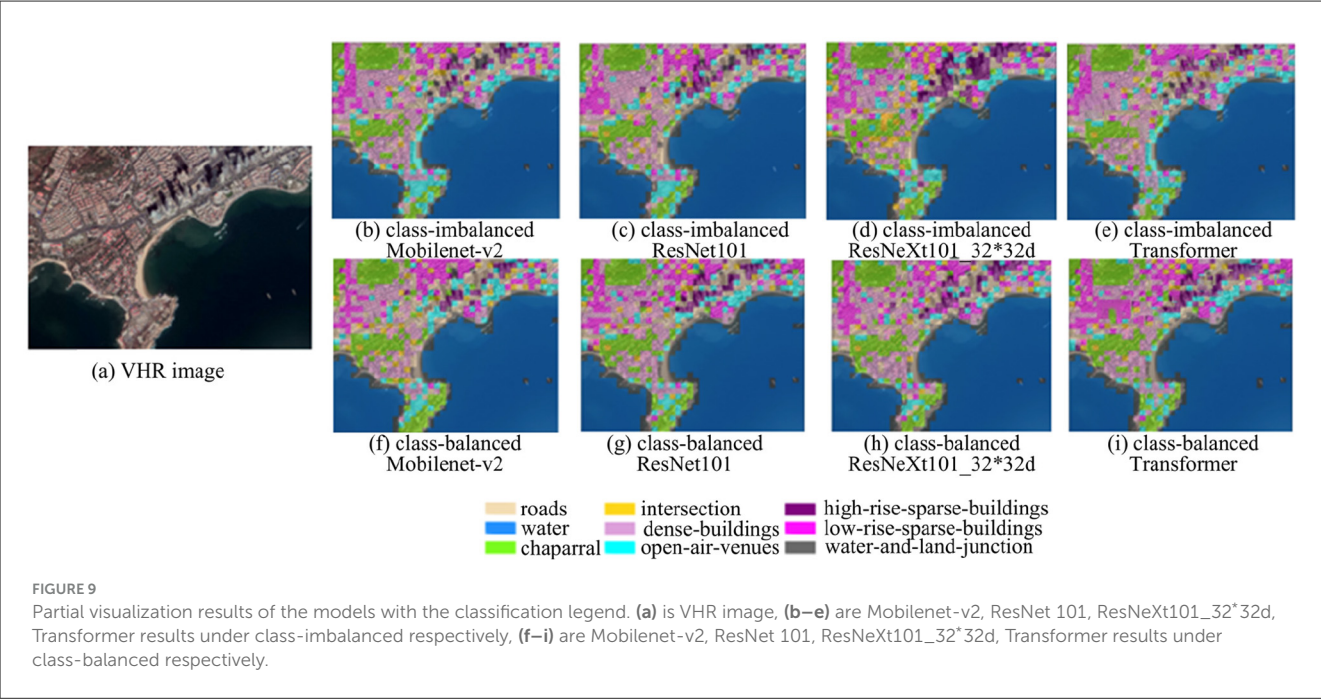 (a) VHR image
(b) class-imbalanced
Mobilenet-v2
(c) class-imbalanced
ResNet101
(d) class-imbalanced
ResNeXt101_32*32d
(e) class-imbalanced
Transformer
(f) class-balanced
Mobilenet-v2
(g) class-balanced
ResNet101
(h) class-balanced
ResNeXt101_32*32d
(i) class-balanced
Transformer
roads
intersection
high-rise-sparse-buildings
water
dense-buildings
low-rise-sparse-buildings
chaparral
open-air-venues
water-and-land-junction
FIGURE 9
Partial visualization results of the models with the classification legend. (a) is VHR image, (b–e) are Mobilenet-v2, ResNet 101, ResNeXt101_32*32d,
Transformer results under class-imbalanced respectively, (f–i) are Mobilenet-v2, ResNet 101, ResNeXt101_32*32d, Transformer results under
class-balanced respectively.